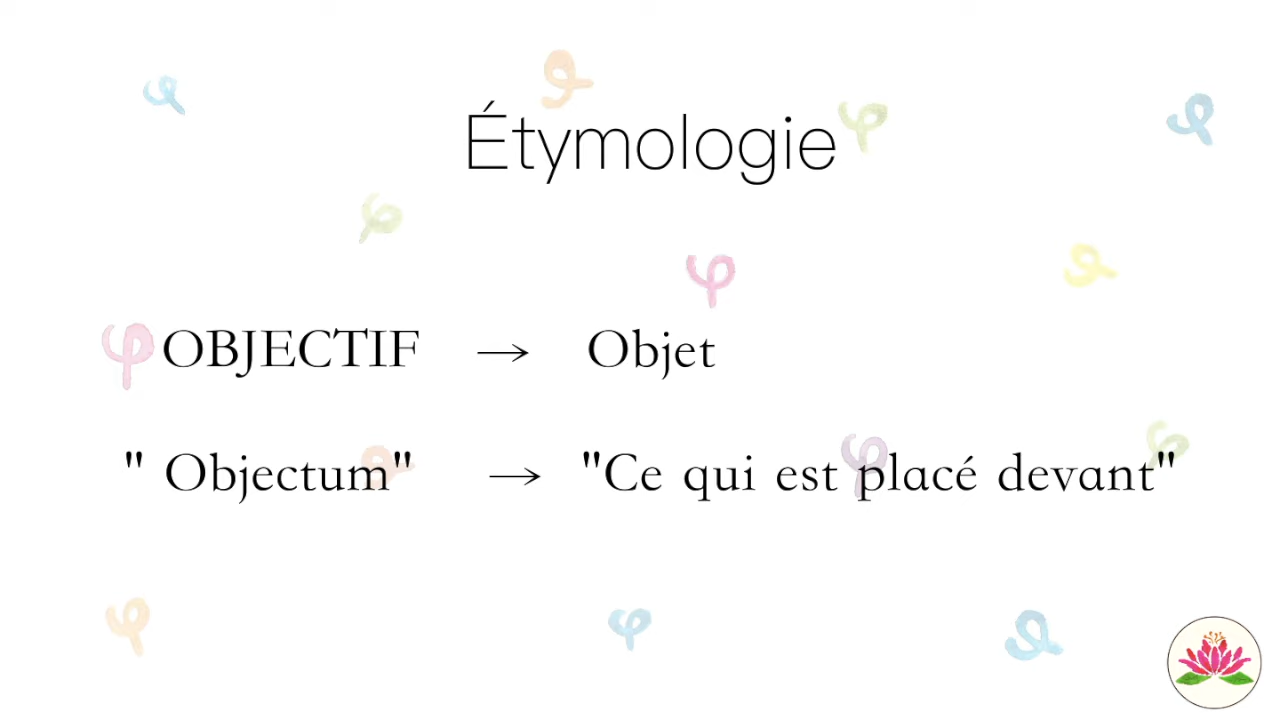 Étymologie
OBJECTIF → Objet
" Objectum" → "Ce qui est placé devant"